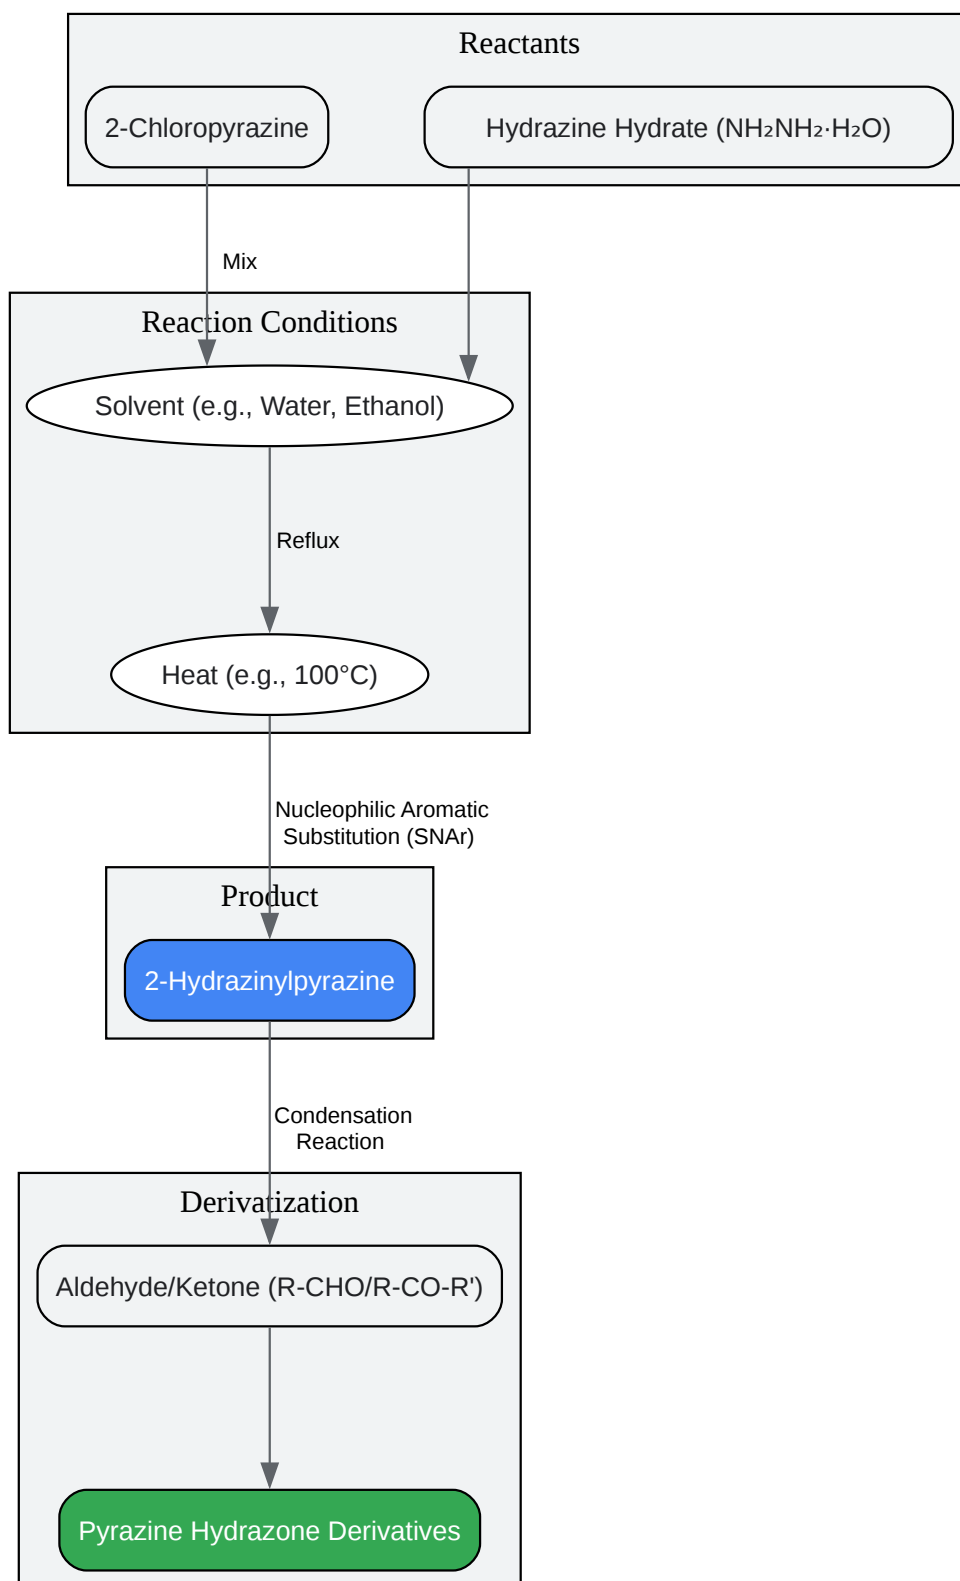 Reactants
2-Chloropyrazine
Hydrazine Hydrate (NH₂NH₂·H₂O)
Mix
Reaction Conditions
Solvent (e.g., Water, Ethanol)
Reflux
Heat (e.g., 100°C)
Nucleophilic Aromatic
Substitution (SNAr)
Product
2-Hydrazinylpyrazine
Condensation
Reaction
Derivatization
Aldehyde/Ketone (R-CHO/R-CO-R')
Pyrazine Hydrazone Derivatives